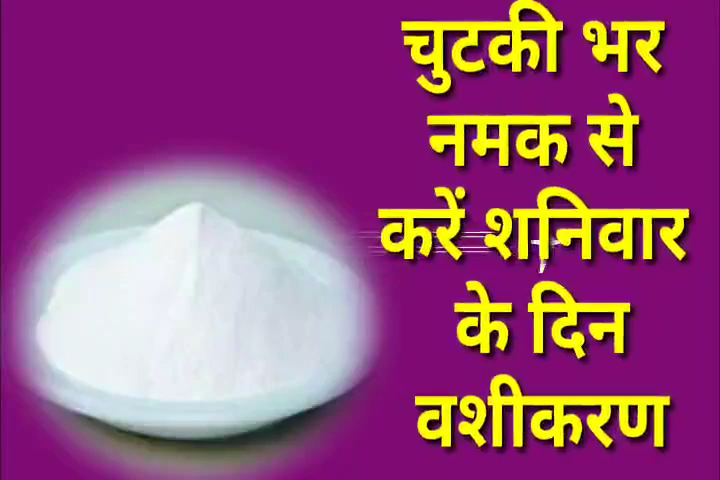 चुटकी भर
नमक से
करें शनिवार
के दिन
वशीकरण